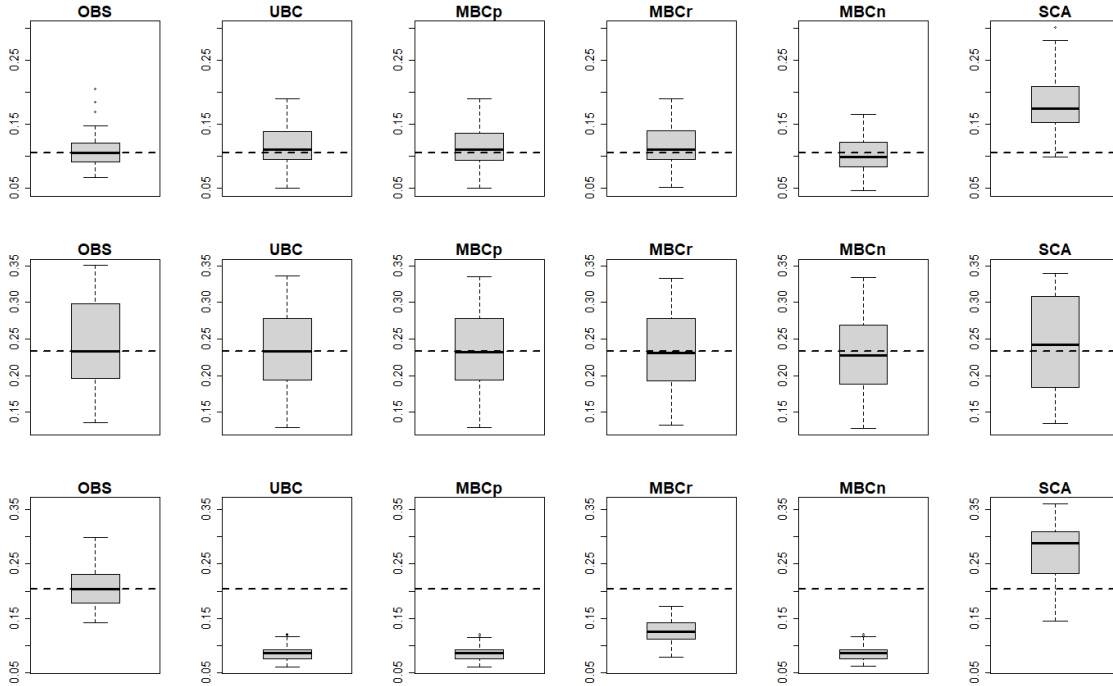 OBS UBC MBCp MBCr MBCn SCA
0.25 0.25 0.25 0.25 0.25 0.25
0.15 0.15 0.15 0.15 0.15 0.15
0.05 0.05 0.05 0.05 0.05 0.05
OBS UBC MBCp MBCr MBCn SCA
0.35 0.35 0.35 0.35 0.35 0.35
0.30 0.30 0.30 0.30 0.30 0.30
0.25 0.25 0.25 0.25 0.25 0.25
0.20 0.20 0.20 0.20 0.20 0.20
0.15 0.15 0.15 0.15 0.15 0.15
OBS UBC MBCp MBCr MBCn SCA
0.35 0.35 0.35 0.35 0.35 0.35
0.25 0.25 0.25 0.25 0.25 0.25
0.15 0.15 0.15 0.15 0.15 0.15
0.05 0.05 0.05 0.05 0.05 0.05